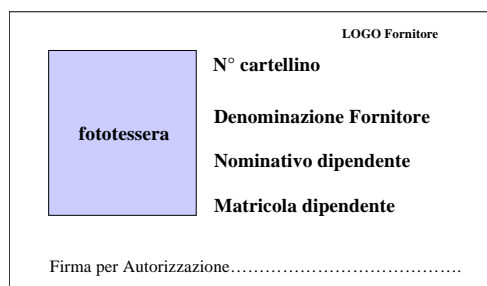 LOGO Fornitore
N° cartellino
Denominazione Fornitore
fototessera
Nominativo dipendente
Matricola dipendente
Firma per Autorizzazione………………………………….